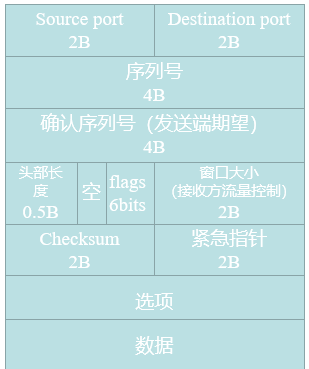 Source port
2B
Destination port
2B
序列号
4B
确认序列号（发送端期望）
4B
头部长
度
0.5B
空
flags
6bits
窗口大小
(接收方流量控制)
2B
Checksum
2B
紧急指针
2B
选项
数据